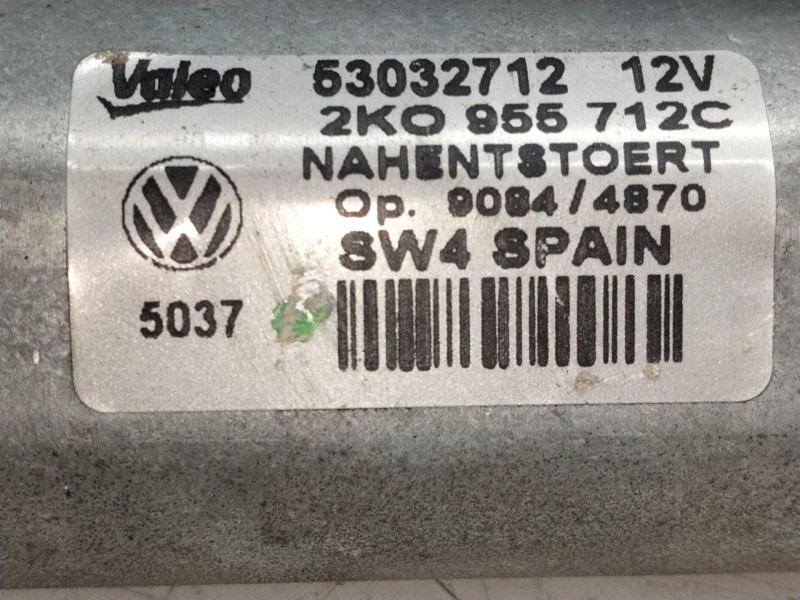 Valeo 53032712 12V
2K0 955 712C
NAHENTSTOERT
Op. 9084/4870
SW4 SPAIN
5037